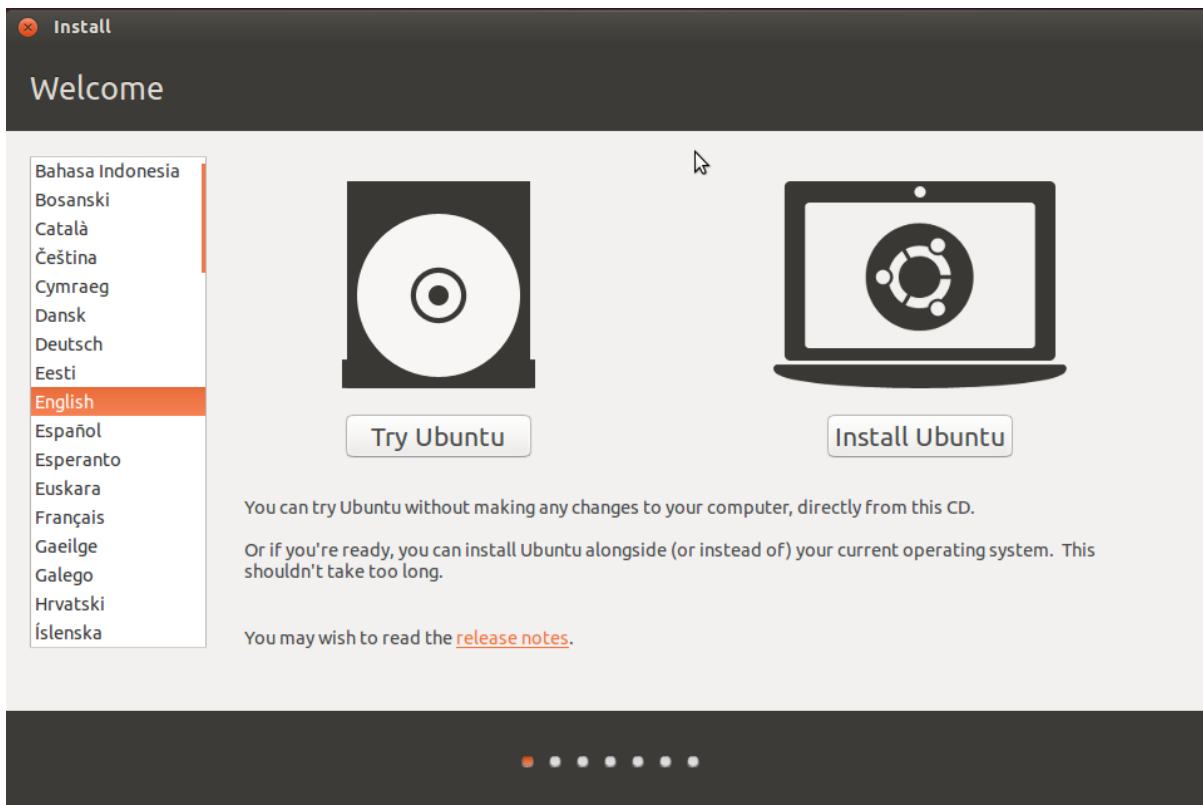 Install
Welcome
Bahasa Indonesia
Bosanski
Català
Čeština
Cymraeg
Dansk
Deutsch
Eesti
English
Español
Esperanto
Euskara
Français
Gaeilge
Galego
Hrvatski
Íslenska
Try Ubuntu
Install Ubuntu
You can try Ubuntu without making any changes to your computer, directly from this CD.
Or if you're ready, you can install Ubuntu alongside (or instead of) your current operating system. This
shouldn't take too long.
You may wish to read the release notes.